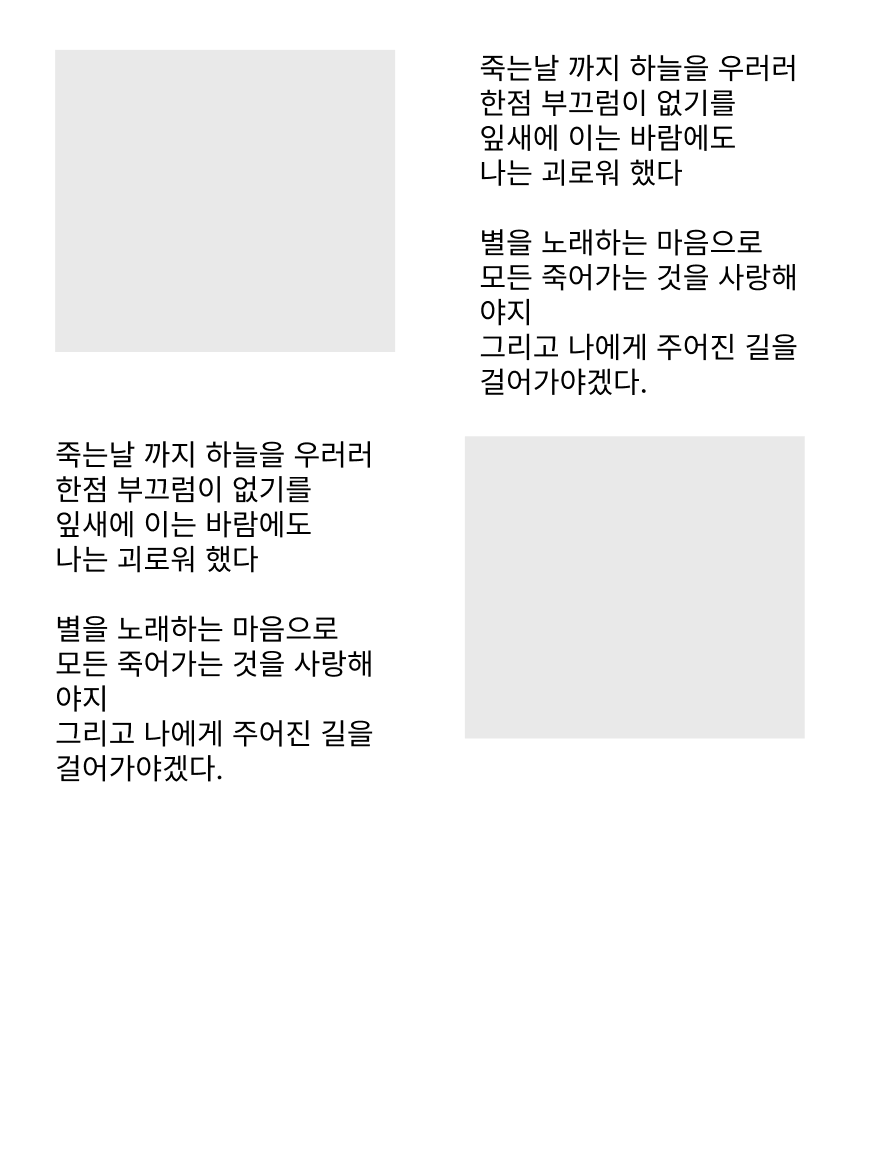 죽는날 까지 하늘을 우러러
한점 부끄럼이 없기를
잎새에 이는 바람에도
나는 괴로워 했다
별을 노래하는 마음으로
모든 죽어가는 것을 사랑해
야지
그리고 나에게 주어진 길을
걸어가야겠다.
죽는날 까지 하늘을 우러러
한점 부끄럼이 없기를
잎새에 이는 바람에도
나는 괴로워 했다
별을 노래하는 마음으로
모든 죽어가는 것을 사랑해
야지
그리고 나에게 주어진 길을
걸어가야겠다.